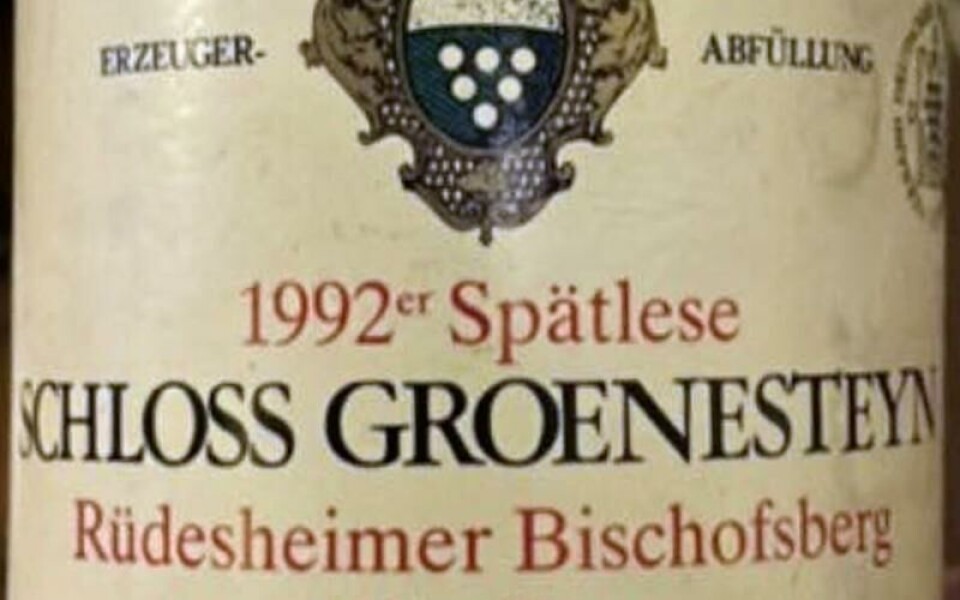 ERZEUGER- ABFÜLLUNG
1992er Spätlese
SCHLOSS GROENESTEYN
Rüdesheimer Bischofsberg